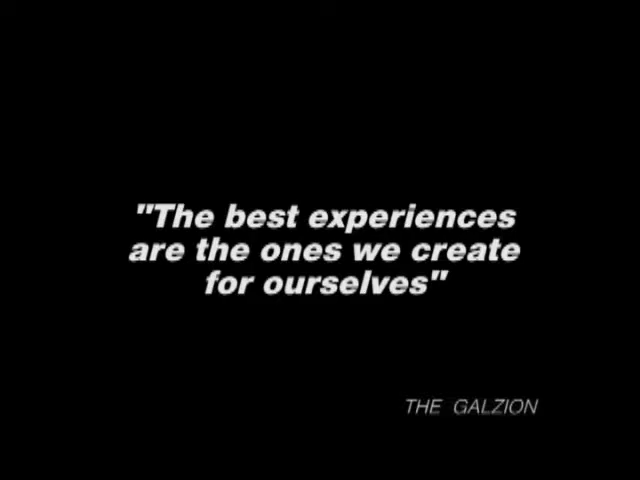 "The best experiences
are the ones we create
for ourselves"
THE GALZION